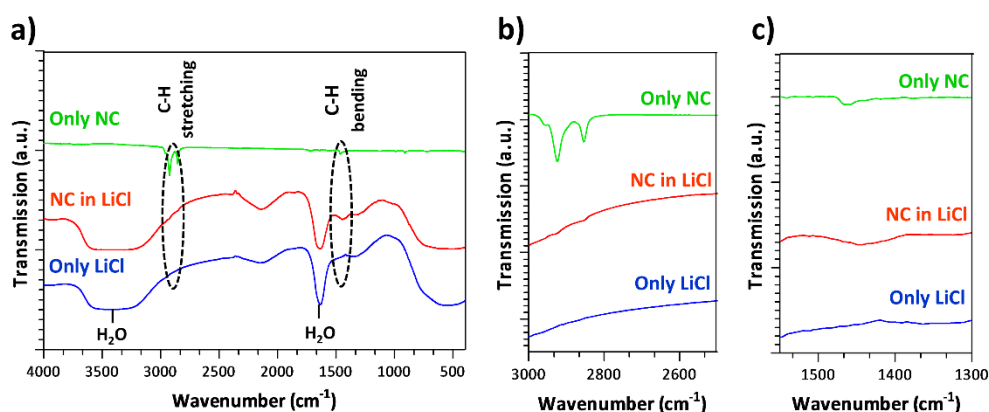 a)
C-H
stretching
C-H
bending
Only NC
NC in LiCl
Only LiCl
H₂O
H₂O
Transmission (a.u.)
4000 3500 3000 2500 2000 1500 1000 500
Wavenumber (cm⁻¹)
b)
Only NC
NC in LiCl
Only LiCl
Transmission (a.u.)
3000 2800 2600
Wavenumber (cm⁻¹)
c)
Only NC
NC in LiCl
Only LiCl
Transmission (a.u.)
1500 1400 1300
Wavenumber (cm⁻¹)